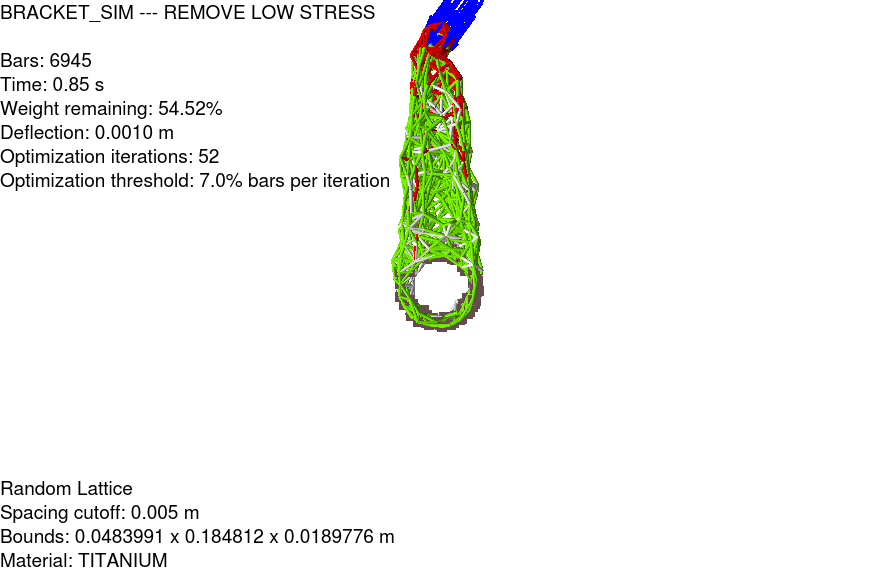 BRACKET_SIM --- REMOVE LOW STRESS
Bars: 6945
Time: 0.85 s
Weight remaining: 54.52%
Deflection: 0.0010 m
Optimization iterations: 52
Optimization threshold: 7.0% bars per iteration
Random Lattice
Spacing cutoff: 0.005 m
Bounds: 0.0483991 x 0.184812 x 0.0189776 m
Material: TITANIUM